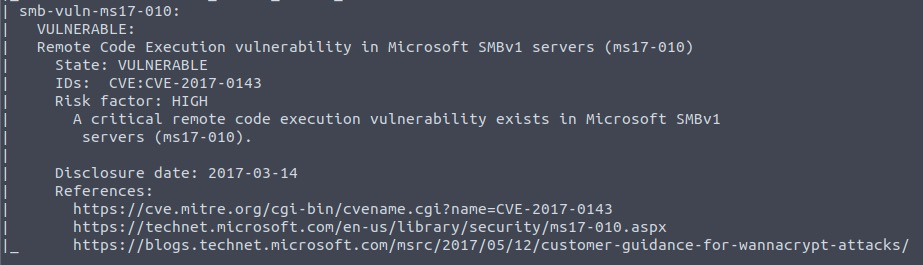 | smb-vuln-ms17-010:
|   VULNERABLE:
|   Remote Code Execution vulnerability in Microsoft SMBv1 servers (ms17-010)
|     State: VULNERABLE
|     IDs:  CVE:CVE-2017-0143
|     Risk factor: HIGH
|       A critical remote code execution vulnerability exists in Microsoft SMBv1
|        servers (ms17-010).
|
|     Disclosure date: 2017-03-14
|     References:
|       https://cve.mitre.org/cgi-bin/cvename.cgi?name=CVE-2017-0143
|       https://technet.microsoft.com/en-us/library/security/ms17-010.aspx
|_      https://blogs.technet.microsoft.com/msrc/2017/05/12/customer-guidance-for-wannacrypt-attacks/